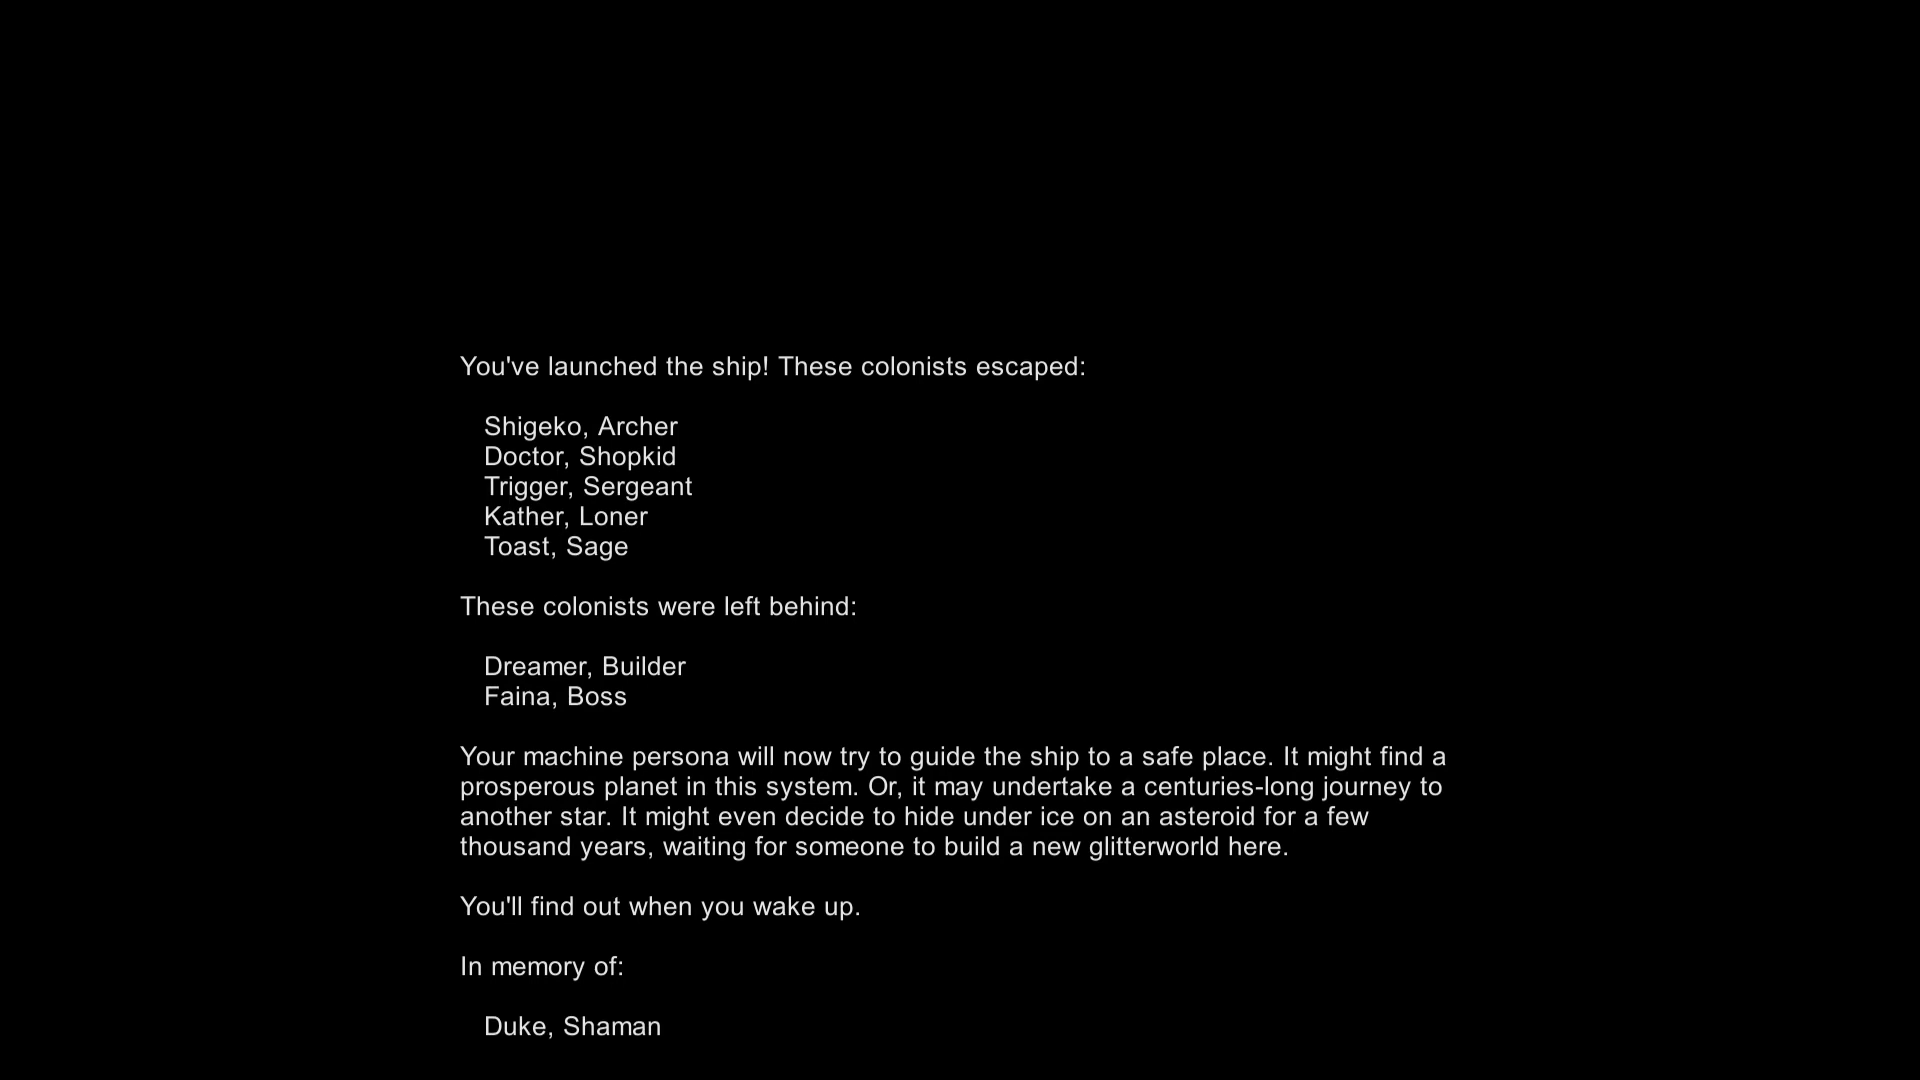 You've launched the ship! These colonists escaped:
Shigeko, Archer
Doctor, Shopkid
Trigger, Sergeant
Kather, Loner
Toast, Sage
These colonists were left behind:
Dreamer, Builder
Faina, Boss
Your machine persona will now try to guide the ship to a safe place. It might find a
prosperous planet in this system. Or, it may undertake a centuries-long journey to
another star. It might even decide to hide under ice on an asteroid for a few
thousand years, waiting for someone to build a new glitterworld here.
You'll find out when you wake up.
In memory of:
Duke, Shaman